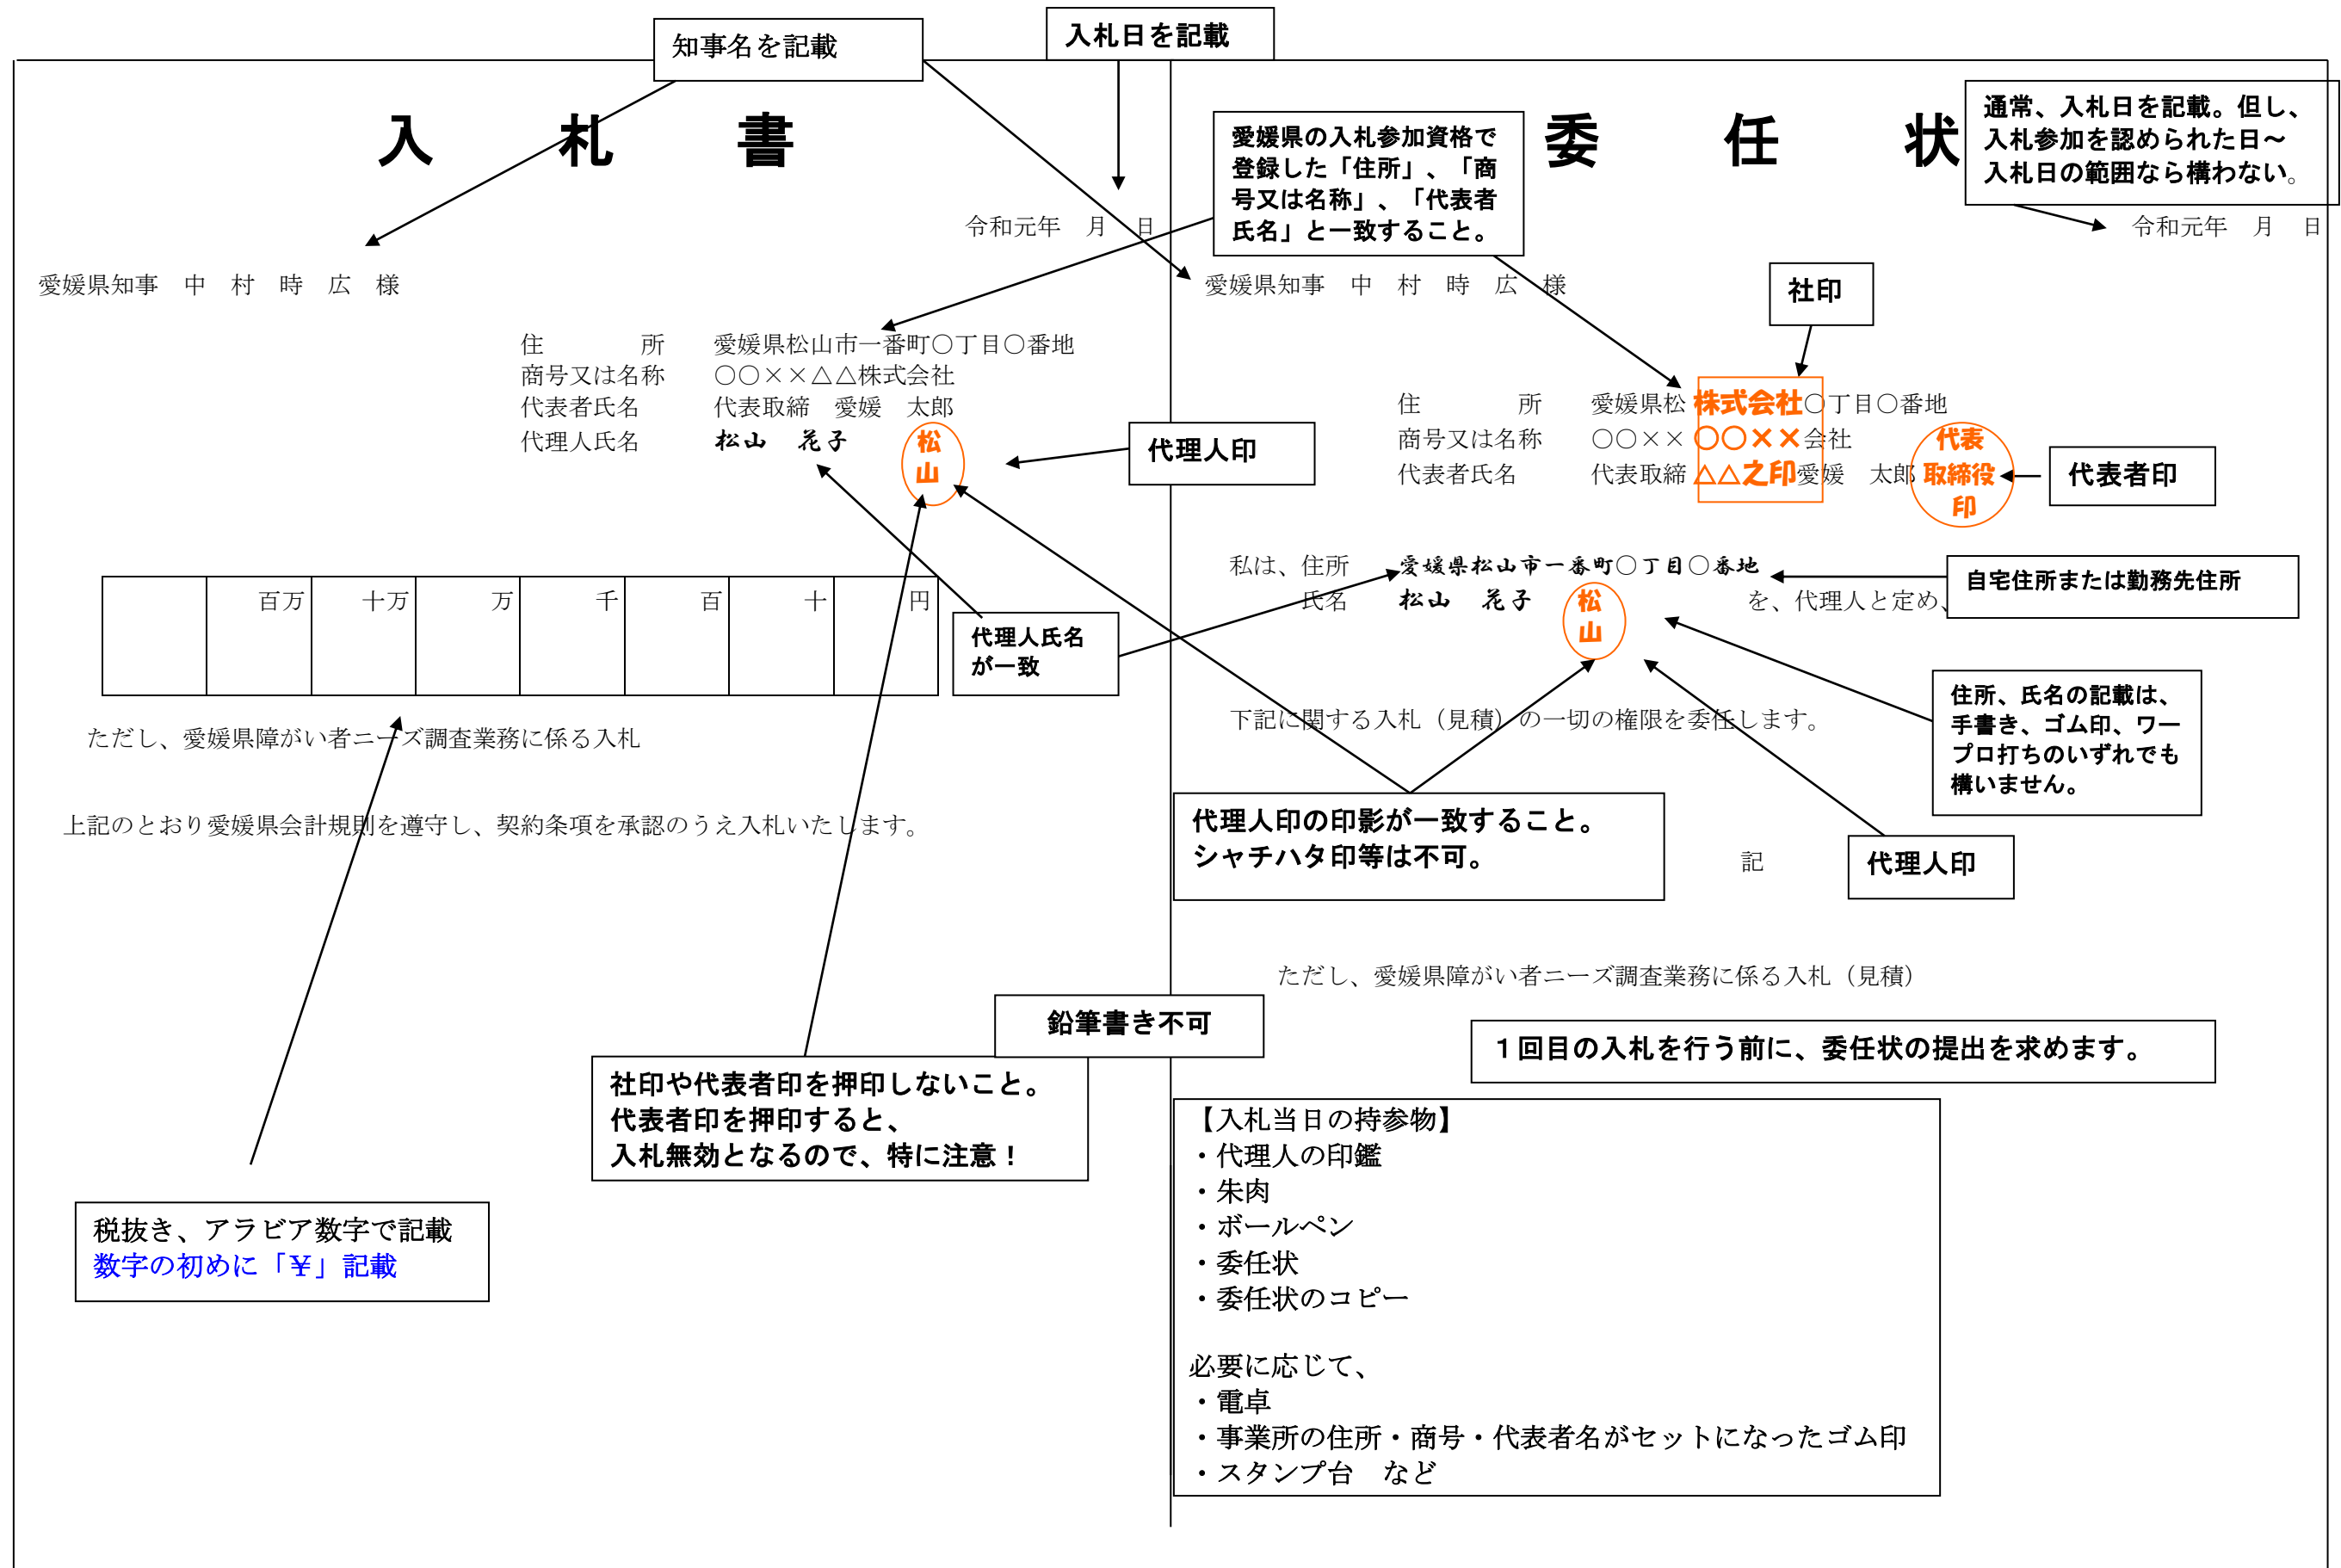 知事名を記載
入札日を記載
入　札　書
令和元年　月　日
愛媛県知事　中　村　時　広　様
住　　　　所　　愛媛県松山市一番町○丁目○番地
商号又は名称　　○○××△△株式会社
代表者氏名　　　代表取締　愛媛　太郎
代理人氏名　　　松山　花子
松
山
代理人印
百万　十万　万　千　百　十　円
代理人氏名
が一致
ただし、愛媛県障がい者ニーズ調査業務に係る入札
上記のとおり愛媛県会計規則を遵守し、契約条項を承認のうえ入札いたします。
鉛筆書き不可
社印や代表者印を押印しないこと。
代表者印を押印すると、
入札無効となるので、特に注意！
税抜き、アラビア数字で記載
数字の初めに「￥」記載
愛媛県の入札参加資格で
登録した「住所」、「商
号又は名称」、「代表者
氏名」と一致すること。
委　任　状
通常、入札日を記載。但し、
入札参加を認められた日～
入札日の範囲なら構わない。
令和元年　月　日
愛媛県知事　中　村　時　広　様
社印
住　　　　所　　愛媛県松　○丁目○番地
商号又は名称　　○○××　会社
代表者氏名　　　代表取締　愛媛　太郎
株式会社
○○××
△△之印
代表
取締役
印
代表者印
私は、住所　　愛媛県松山市一番町○丁目○番地
氏名　　松山　花子　　を、代理人と定め、
松
山
自宅住所または勤務先住所
住所、氏名の記載は、
手書き、ゴム印、ワー
プロ打ちのいずれでも
構いません。
下記に関する入札（見積）の一切の権限を委任します。
代理人印の印影が一致すること。
シャチハタ印等は不可。
記
代理人印
ただし、愛媛県障がい者ニーズ調査業務に係る入札（見積）
１回目の入札を行う前に、委任状の提出を求めます。
【入札当日の持参物】
・代理人の印鑑
・朱肉
・ボールペン
・委任状
・委任状のコピー
必要に応じて、
・電卓
・事業所の住所・商号・代表者名がセットになったゴム印
・スタンプ台　など